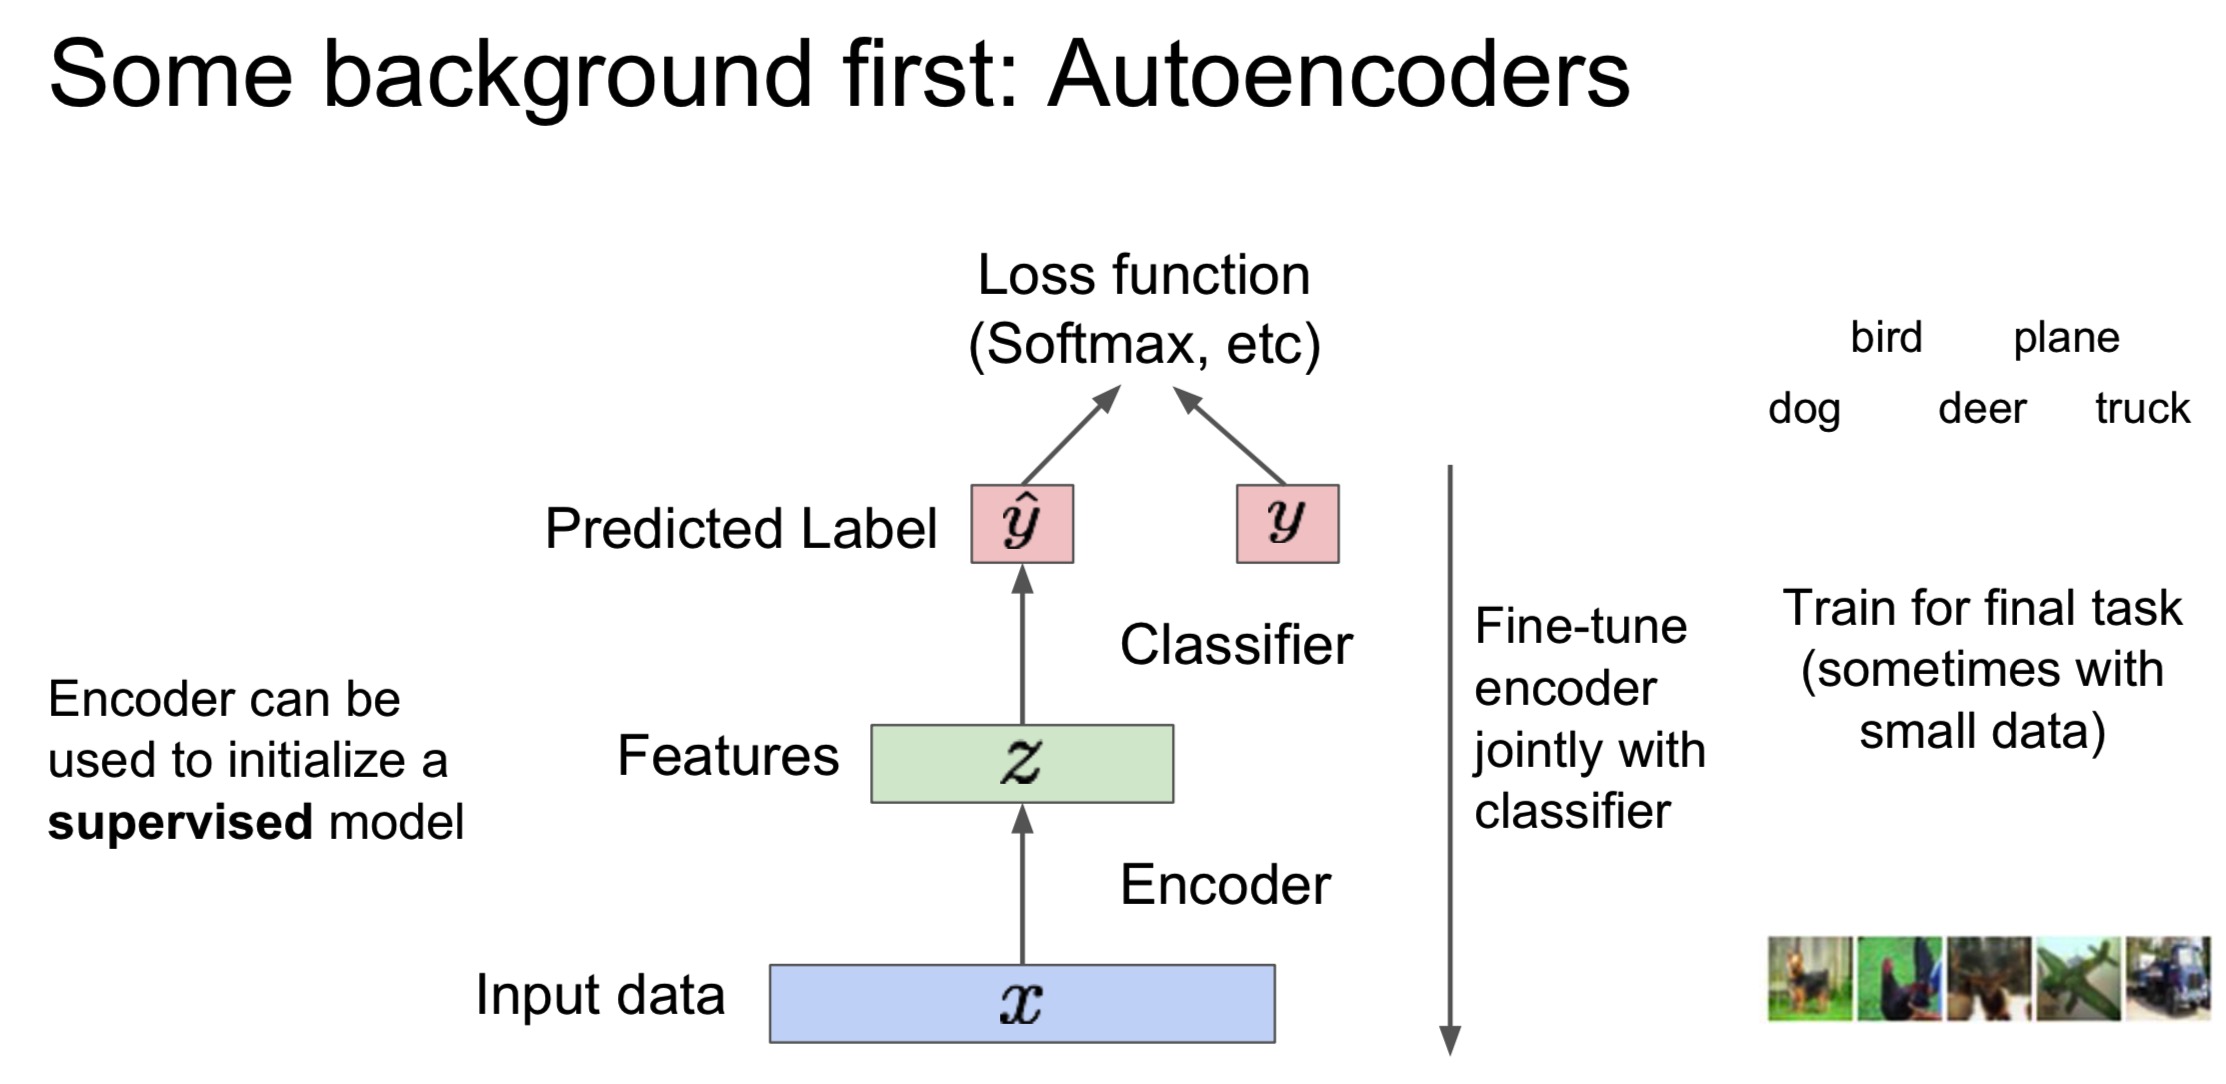 Some background first: Autoencoders
Loss function
(Softmax, etc)
bird plane
dog deer truck
Predicted Label
ŷ
y
Classifier
Fine-tune
encoder
jointly with
classifier
Train for final task
(sometimes with
small data)
Encoder can be
used to initialize a
supervised model
Features
z
Encoder
Input data
x